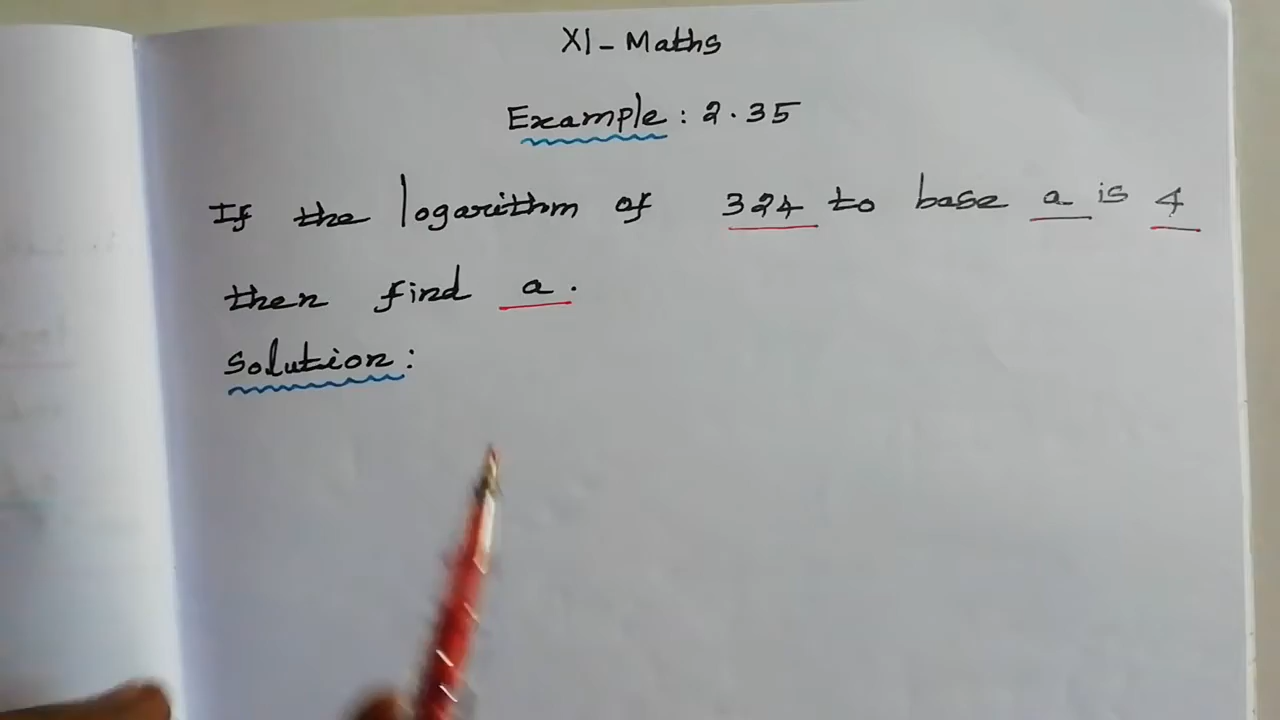 XI - Maths
Example : 2.35
If the logarithm of 324 to base a is 4
then find a.
Solution: